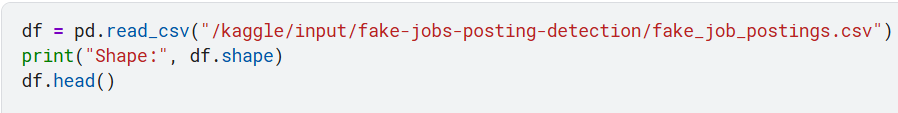 df = pd.read_csv("/kaggle/input/fake-jobs-posting-detection/fake_job_postings.csv")
print("Shape:", df.shape)
df.head()